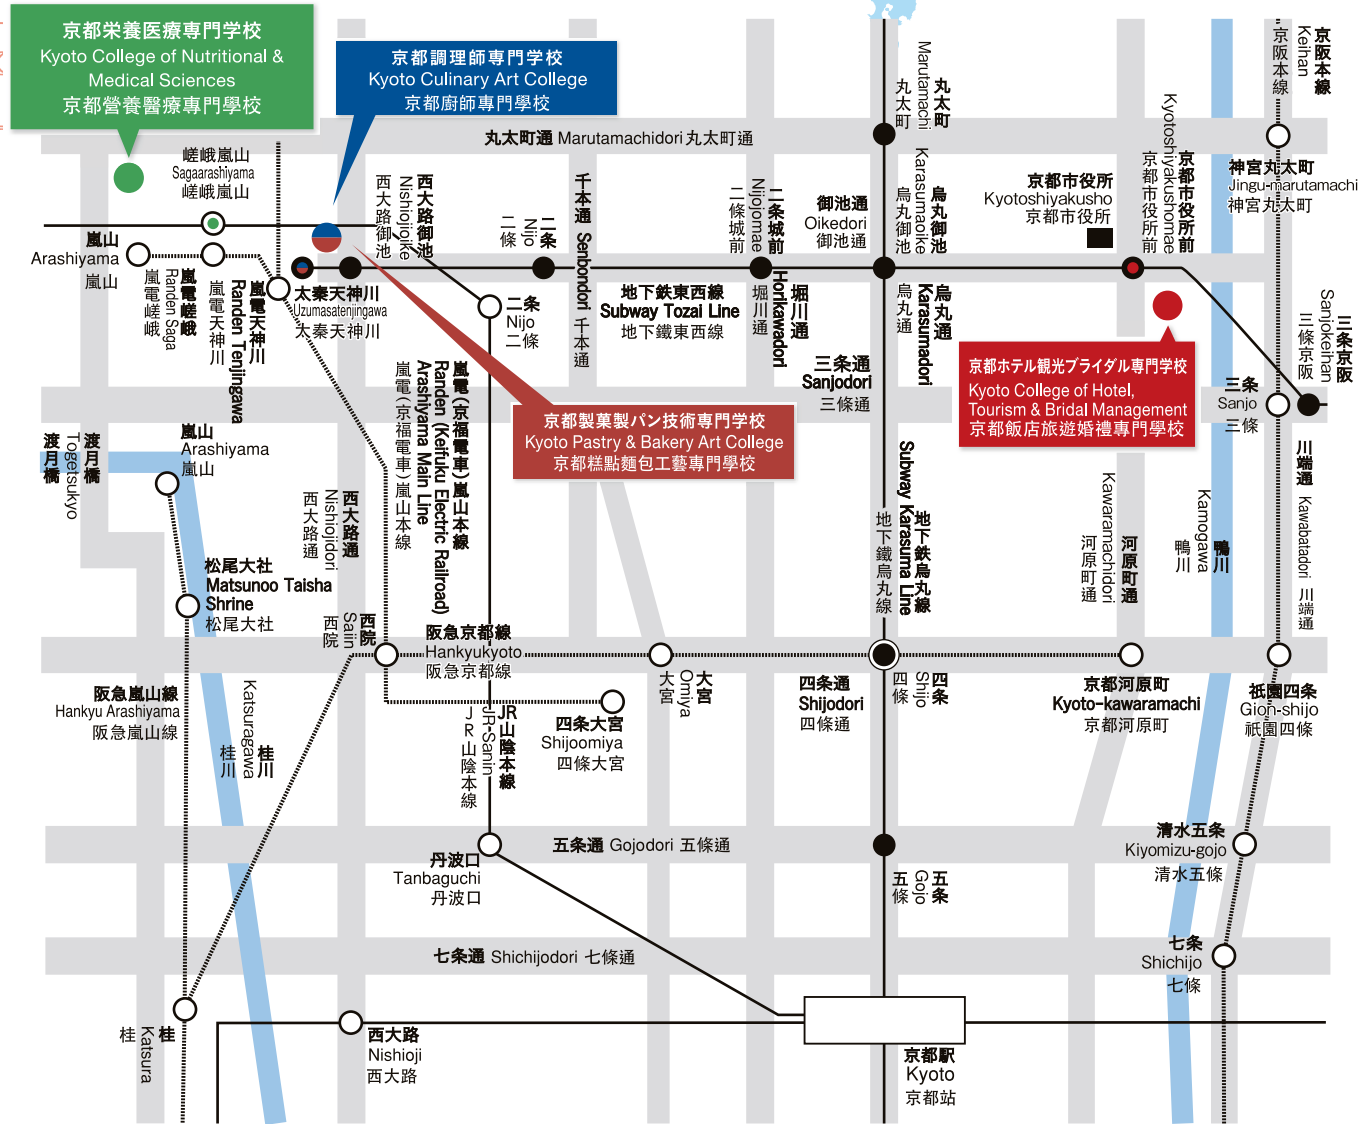 京都栄養医療専門学校
Kyoto College of Nutritional &
Medical Sciences
京都營養醫療專門學校
京都調理師専門学校
Kyoto Culinary Art College
京都廚師專門學校
丸太町通 Marutamachidori 丸太町通
丸太町
Marutamachi
丸太町
京阪本線
Keihan
京阪本線
嵯峨嵐山
Sagaarashiyama
嵯峨嵐山
西大路御池
Nishiojioike
西大路御池
二条
Nijo
二條
千本通 Senbondori 千本通
二条城前
Nijojomae
二條城前
御池通
Oikedori
御池通
烏丸御池
Karasumaoike
烏丸御池
京都市役所
Kyotoshiyakusho
京都市役所
京都市役所前
Kyotoshiyakushomae
京都市役所前
神宮丸太町
Jingu-marutamachi
神宮丸太町
嵐山
Arashiyama
嵐山
嵐電嵯峨
Randen Saga
嵐電嵯峨
嵐電天神川
Randen Tenjingawa
嵐電天神川
太秦天神川
Uzumasatenjingawa
太秦天神川
二条
Nijo
二條
地下鉄東西線
Subway Tozai Line
地下鐵東西線
堀川通
Horikawadori
堀川通
烏丸通
Karasumadori
烏丸通
三条京阪
Sanjokeihan
三條京阪
三条通
Sanjodori
三條通
京都ホテル観光ブライダル専門学校
Kyoto College of Hotel,
Tourism & Bridal Management
京都飯店旅遊婚禮專門學校
三条
Sanjo
三條
京都製菓製パン技術専門学校
Kyoto Pastry & Bakery Art College
京都糕點麵包工藝專門學校
嵐電(京福電車)嵐山本線
Randen (Keifuku Electric Railroad)
Arashiyama Main Line
嵐電(京福電車)嵐山本線
渡月橋
Togetsukyo
渡月橋
嵐山
Arashiyama
嵐山
西大路通
Nishiojidori
西大路通
地下鉄烏丸線
Subway Karasuma Line
地下鐵烏丸線
河原町通
Kawaramachidori
河原町通
鴨川
Kamogawa
鴨川
川端通 Kawabatadori 川端通
松尾大社
Matsunoo Taisha
Shrine
松尾大社
西院
Saiin
西院
阪急京都線
Hankyukyoto
阪急京都線
大宮
Omiya
大宮
四条通
Shijodori
四條通
四条
Shijo
四條
京都河原町
Kyoto-kawaramachi
京都河原町
祇園四条
Gion-shijo
祇園四條
阪急嵐山線
Hankyu Arashiyama
阪急嵐山線
桂川
Katsuragawa
桂川
JR山陰本線
JR-Sanin
JR山陰本線
四条大宮
Shijoomiya
四條大宮
丹波口
Tanbaguchi
丹波口
五条通 Gojodori 五條通
五条
Gojo
五條
清水五条
Kiyomizu-gojo
清水五條
七条通 Shichijodori 七條通
七条
Shichijo
七條
桂
Katsura
桂
西大路
Nishioji
西大路
京都駅
Kyoto
京都站